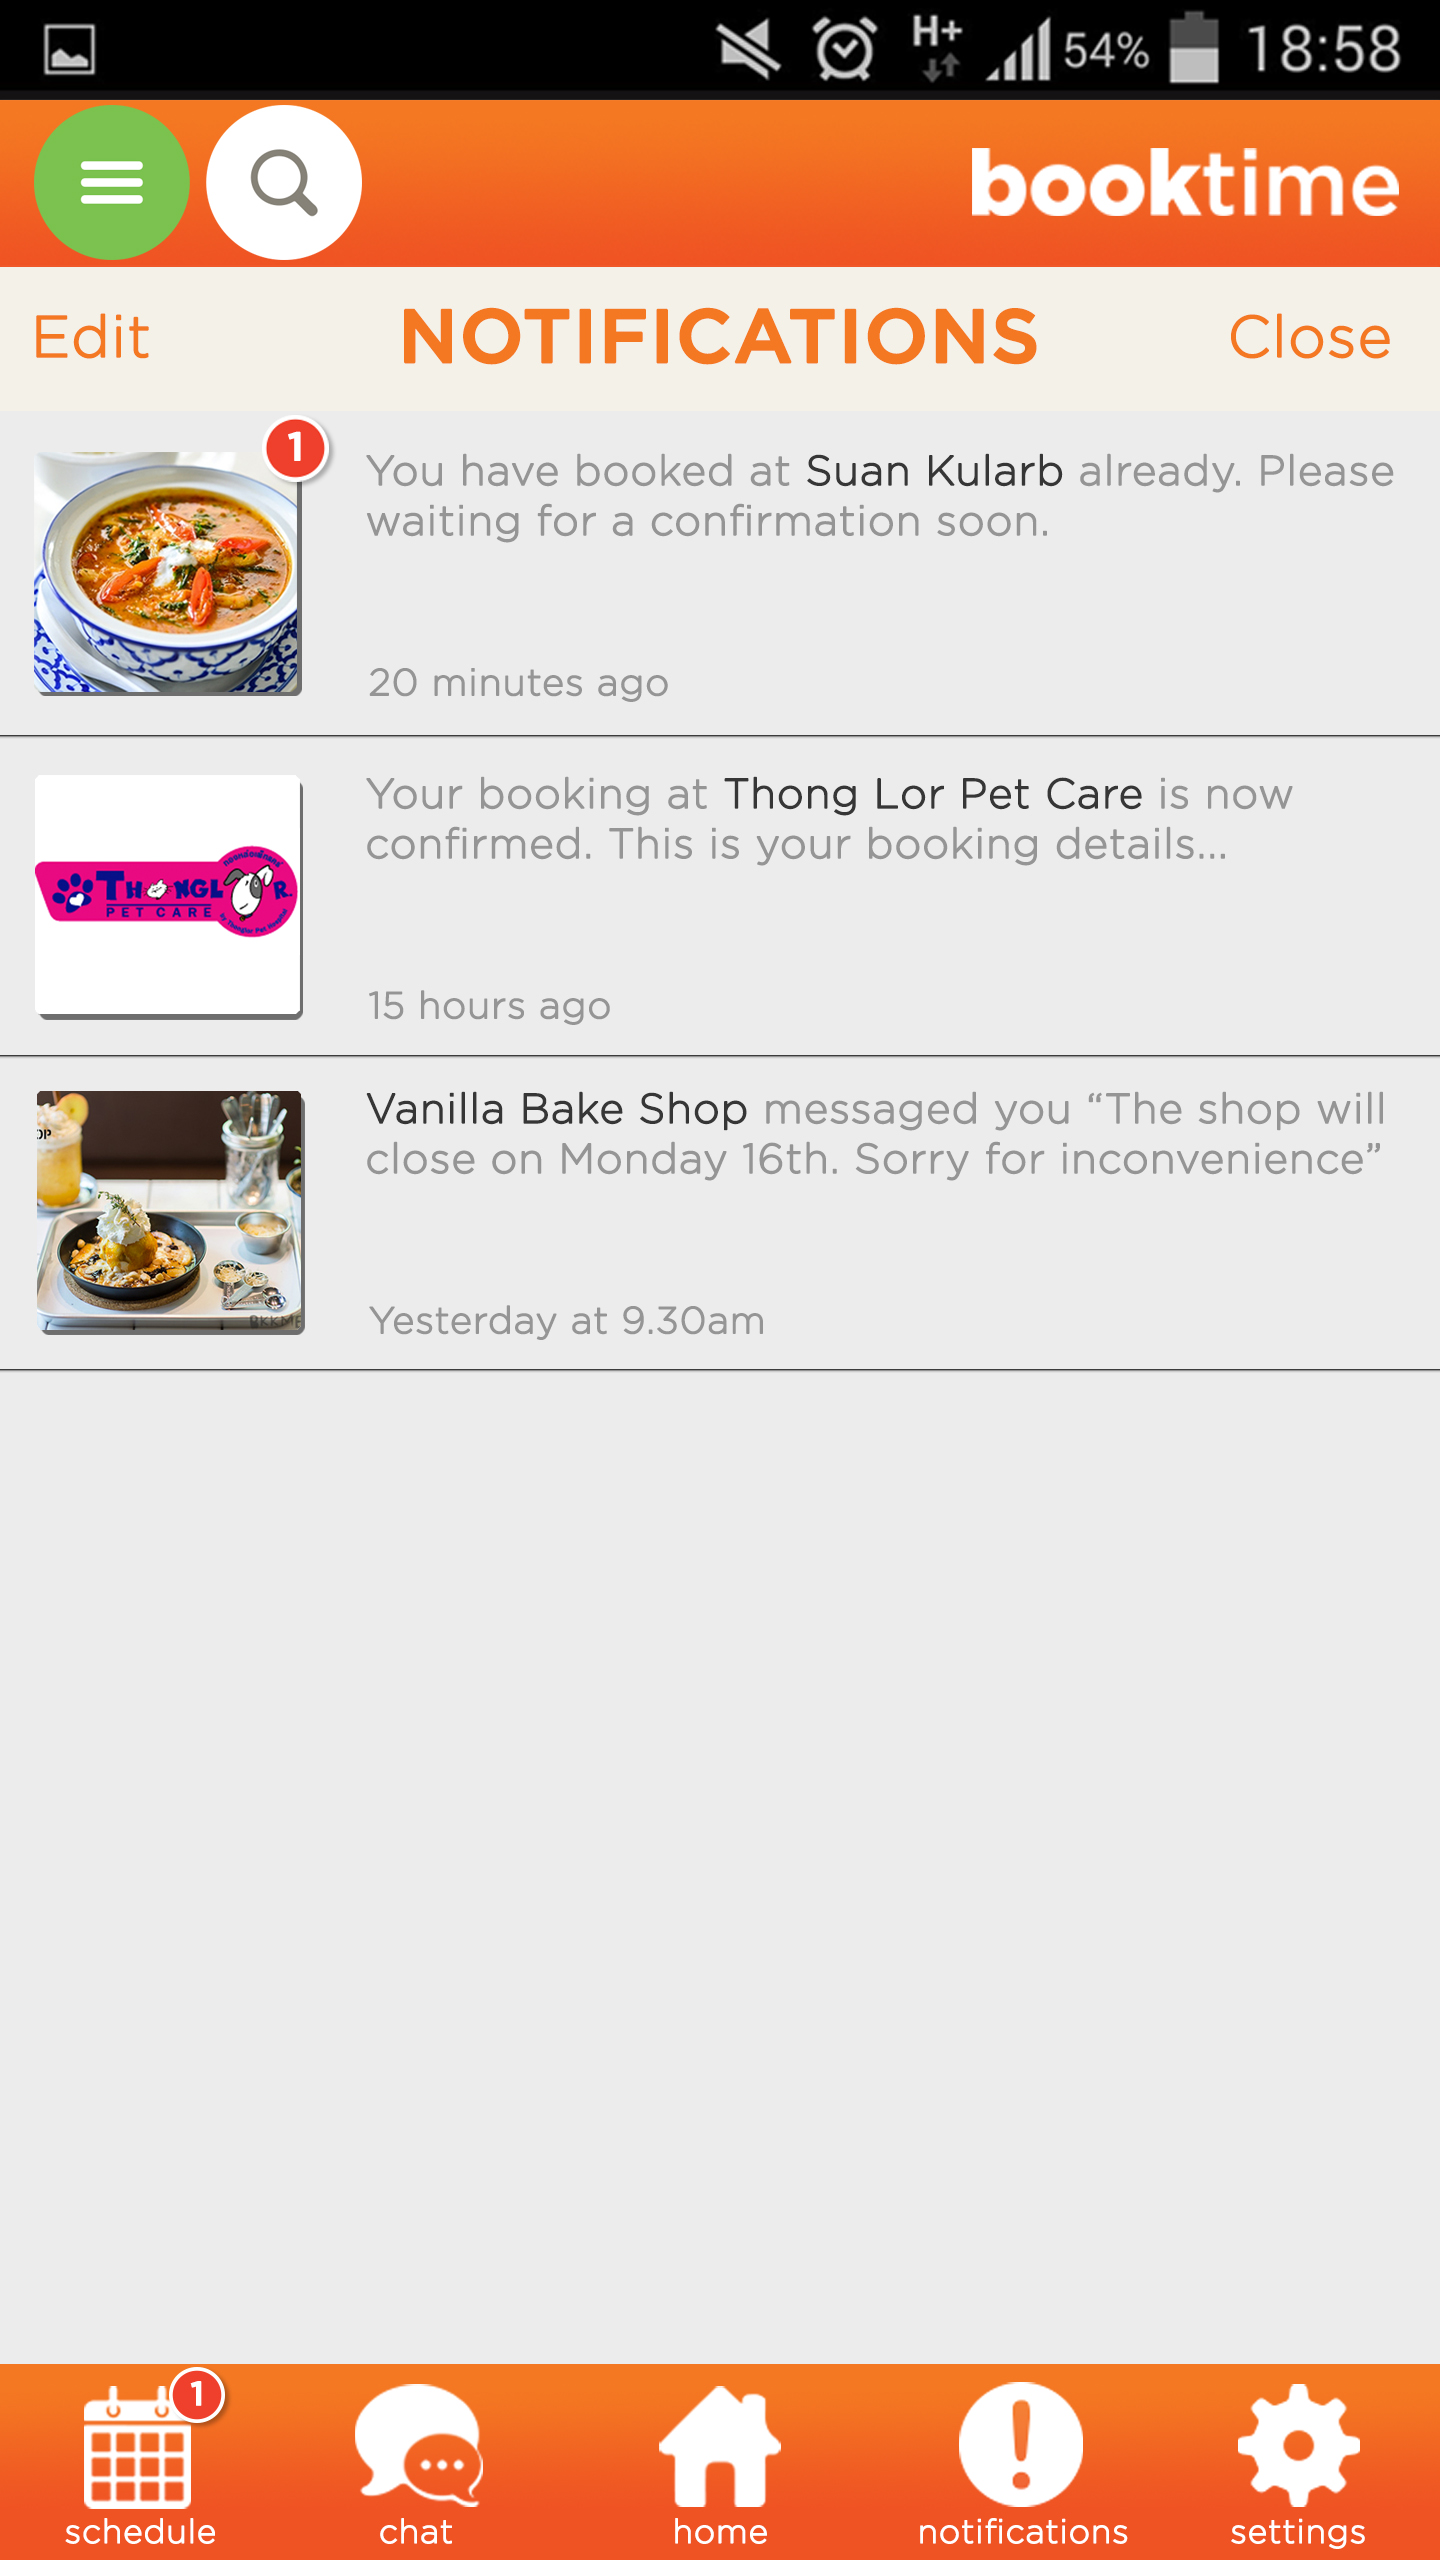 H+ 54% 18:58
booktime
Edit NOTIFICATIONS Close
1
You have booked at Suan Kularb already. Please
waiting for a confirmation soon.
20 minutes ago
Your booking at Thong Lor Pet Care is now
confirmed. This is your booking details...
THONGLOR.
PET CARE
15 hours ago
Vanilla Bake Shop messaged you “The shop will
close on Monday 16th. Sorry for inconvenience”
OP
Yesterday at 9.30am
1
schedule chat home notifications settings